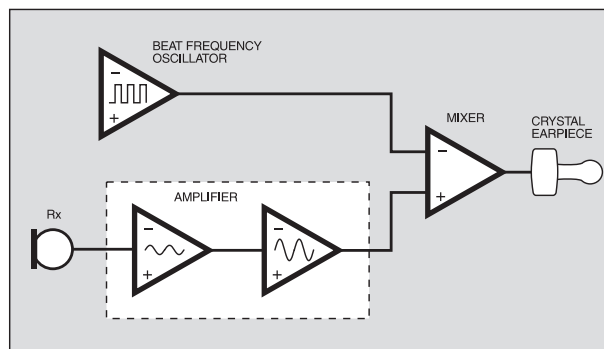 BEAT FREQUENCY
OSCILLATOR
−
+
MIXER
−
+
CRYSTAL
EARPIECE
AMPLIFIER
Rx
−
+
−
+